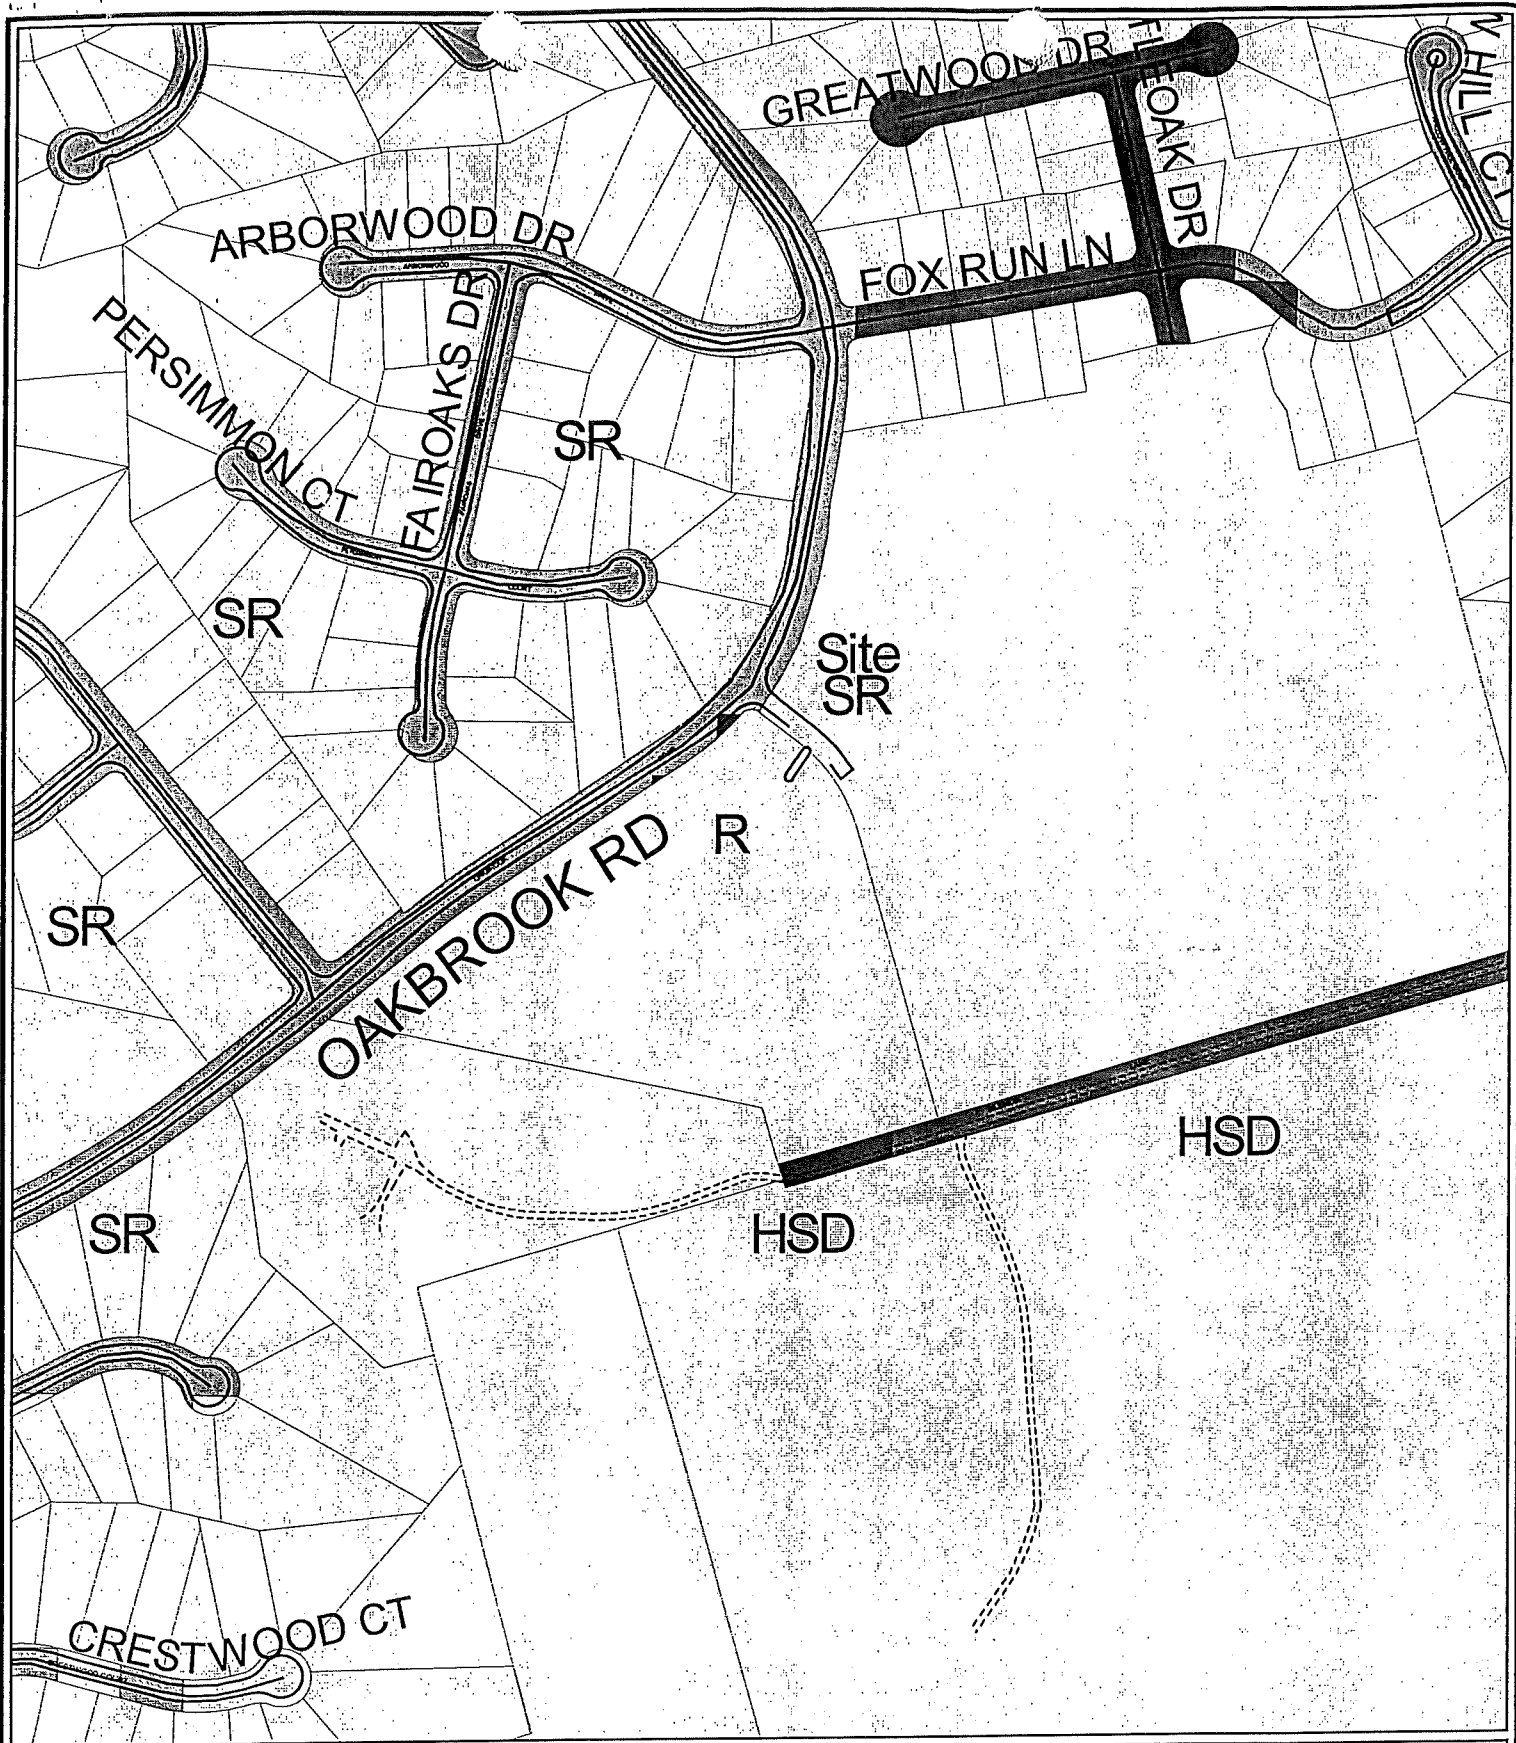 GREATWOOD DR
OAK DR
HILL CT
ARBORWOOD DR
FOX RUN LN
PERSIMMON CT
FAIROAKS DR
SR
SR
Site
SR
OAKBROOK RD
R
SR
HSD
HSD
SR
CRESTWOOD CT